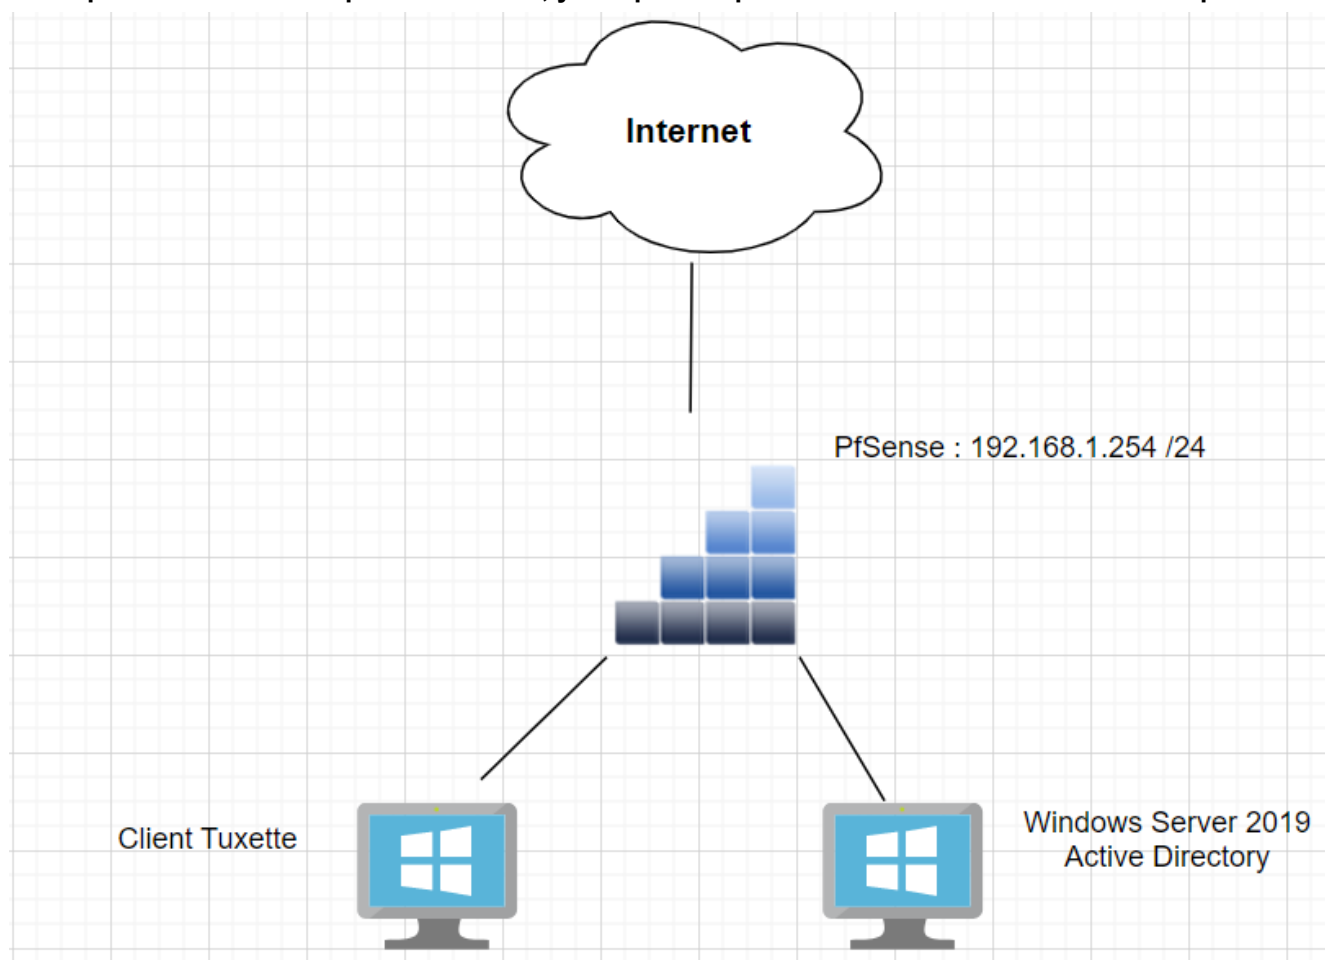 Internet
PfSense : 192.168.1.254 /24
Client Tuxette
Windows Server 2019
Active Directory